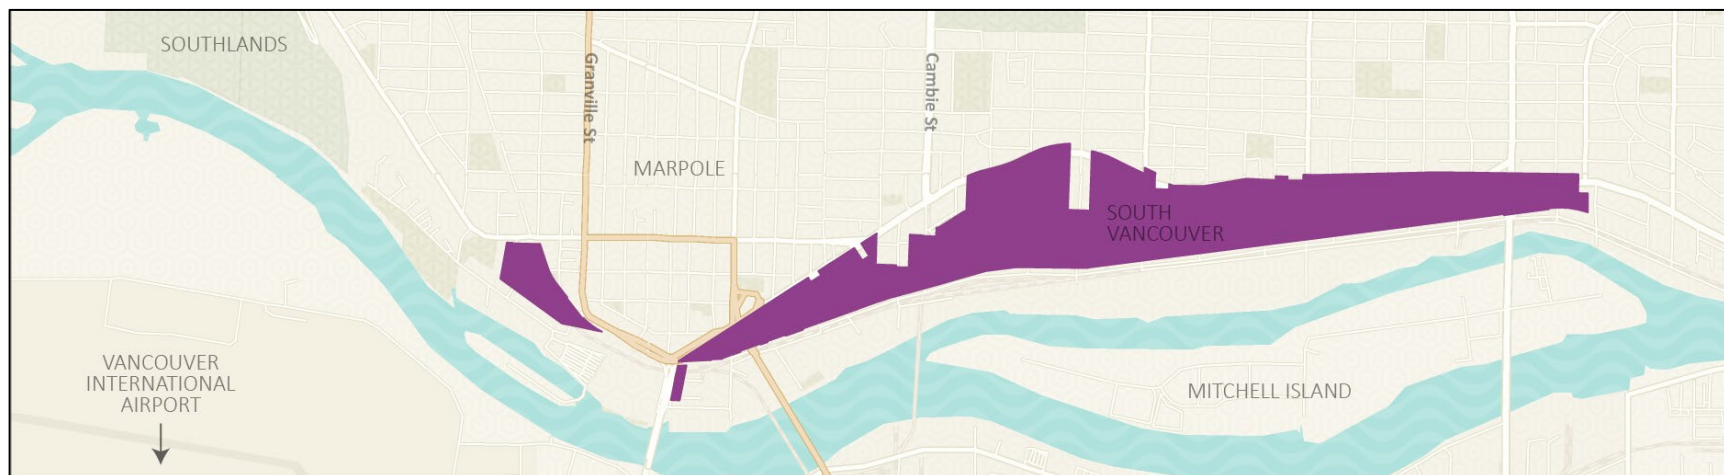 SOUTHLANDS
Granville St
Cambie St
MARPOLE
SOUTH
VANCOUVER
VANCOUVER
INTERNATIONAL
AIRPORT
MITCHELL ISLAND